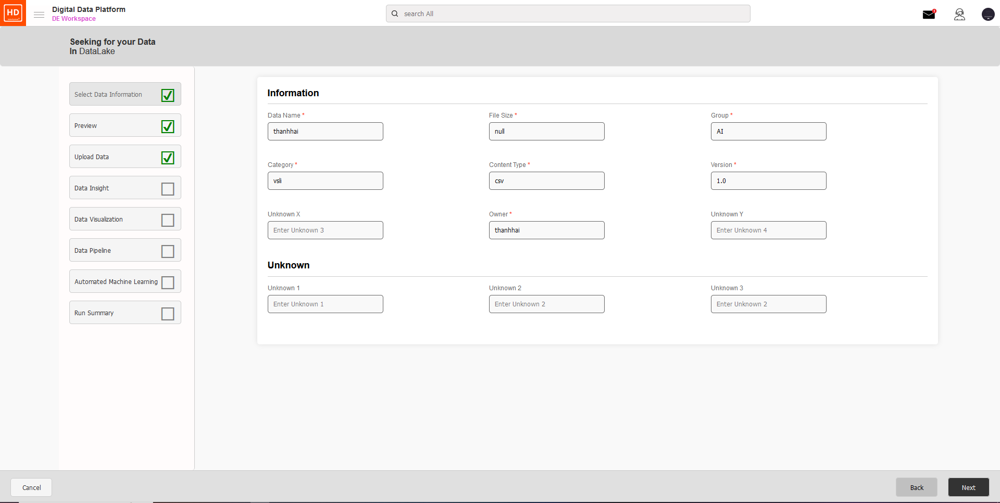 HD
Digital Data Platform
DE Workspace
search All
1
Seeking for your Data
In DataLake
Select Data Information
Preview
Upload Data
Data Insight
Data Visualization
Data Pipeline
Automated Machine Learning
Run Summary
Information
Data Name *
File Size *
Group *
thanhhai
null
AI
Category *
Content Type *
Version *
vsli
csv
1.0
Unknown X
Owner *
Unknown Y
Enter Unknown 3
thanhhai
Enter Unknown 4
Unknown
Unknown 1
Unknown 2
Unknown 3
Enter Unknown 1
Enter Unknown 2
Enter Unknown 2
Cancel
Back
Next